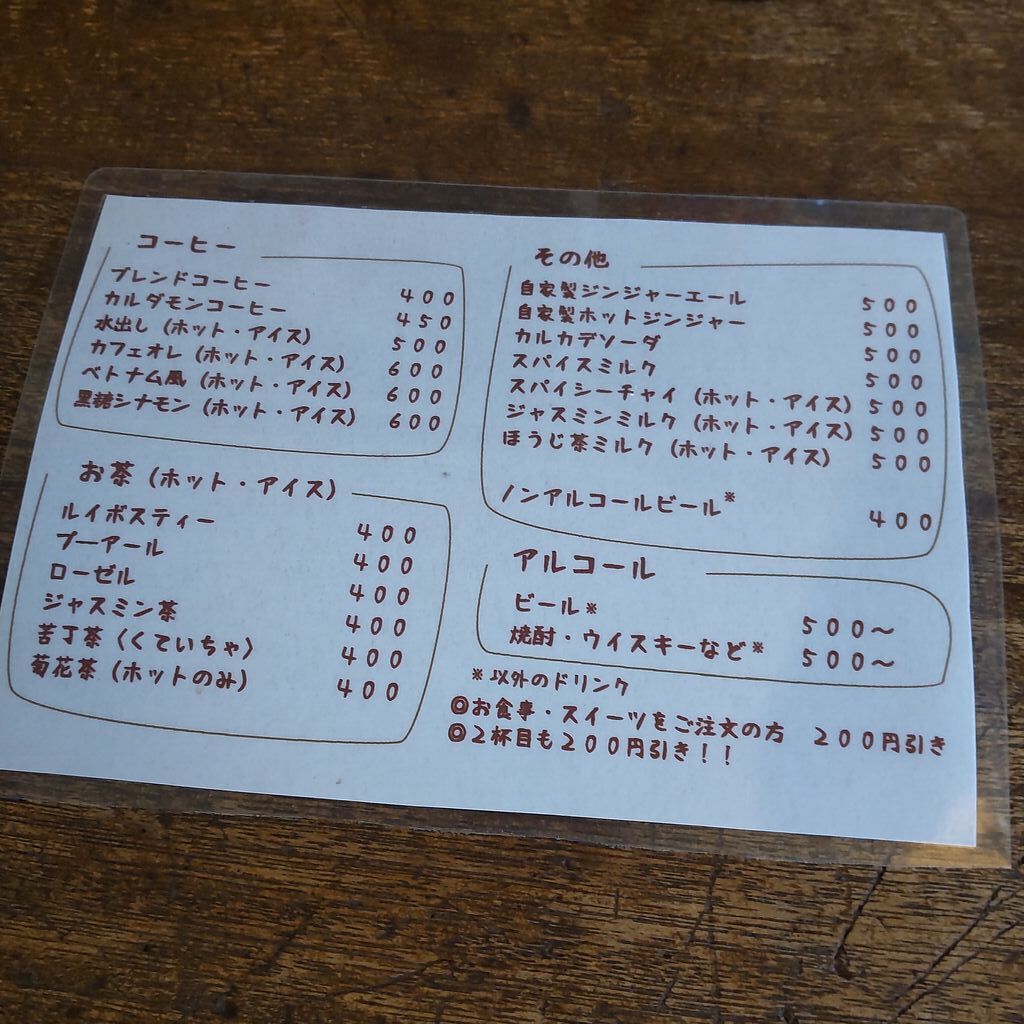 コーヒー
ブレンドコーヒー 400
カルダモンコーヒー 450
水出し（ホット・アイス） 500
カフェオレ（ホット・アイス） 600
ベトナム風（ホット・アイス） 600
黒糖シナモン（ホット・アイス） 600
お茶（ホット・アイス）
ルイボスティー 400
プーアール 400
ローゼル 400
ジャスミン茶 400
苦丁茶（くていちゃ） 400
菊花茶（ホットのみ） 400
その他
自家製ジンジャーエール 500
自家製ホットジンジャー 500
カルカデソーダ 500
スパイスミルク 500
スパイシーチャイ（ホット・アイス） 500
ジャスミンミルク（ホット・アイス） 500
ほうじ茶ミルク（ホット・アイス） 500
ノンアルコールビール※ 400
アルコール
ビール※ 500〜
焼酎・ウイスキーなど※ 500〜
※以外のドリンク
◎お食事・スイーツをご注文の方 200円引き
◎2杯目も200円引き！！